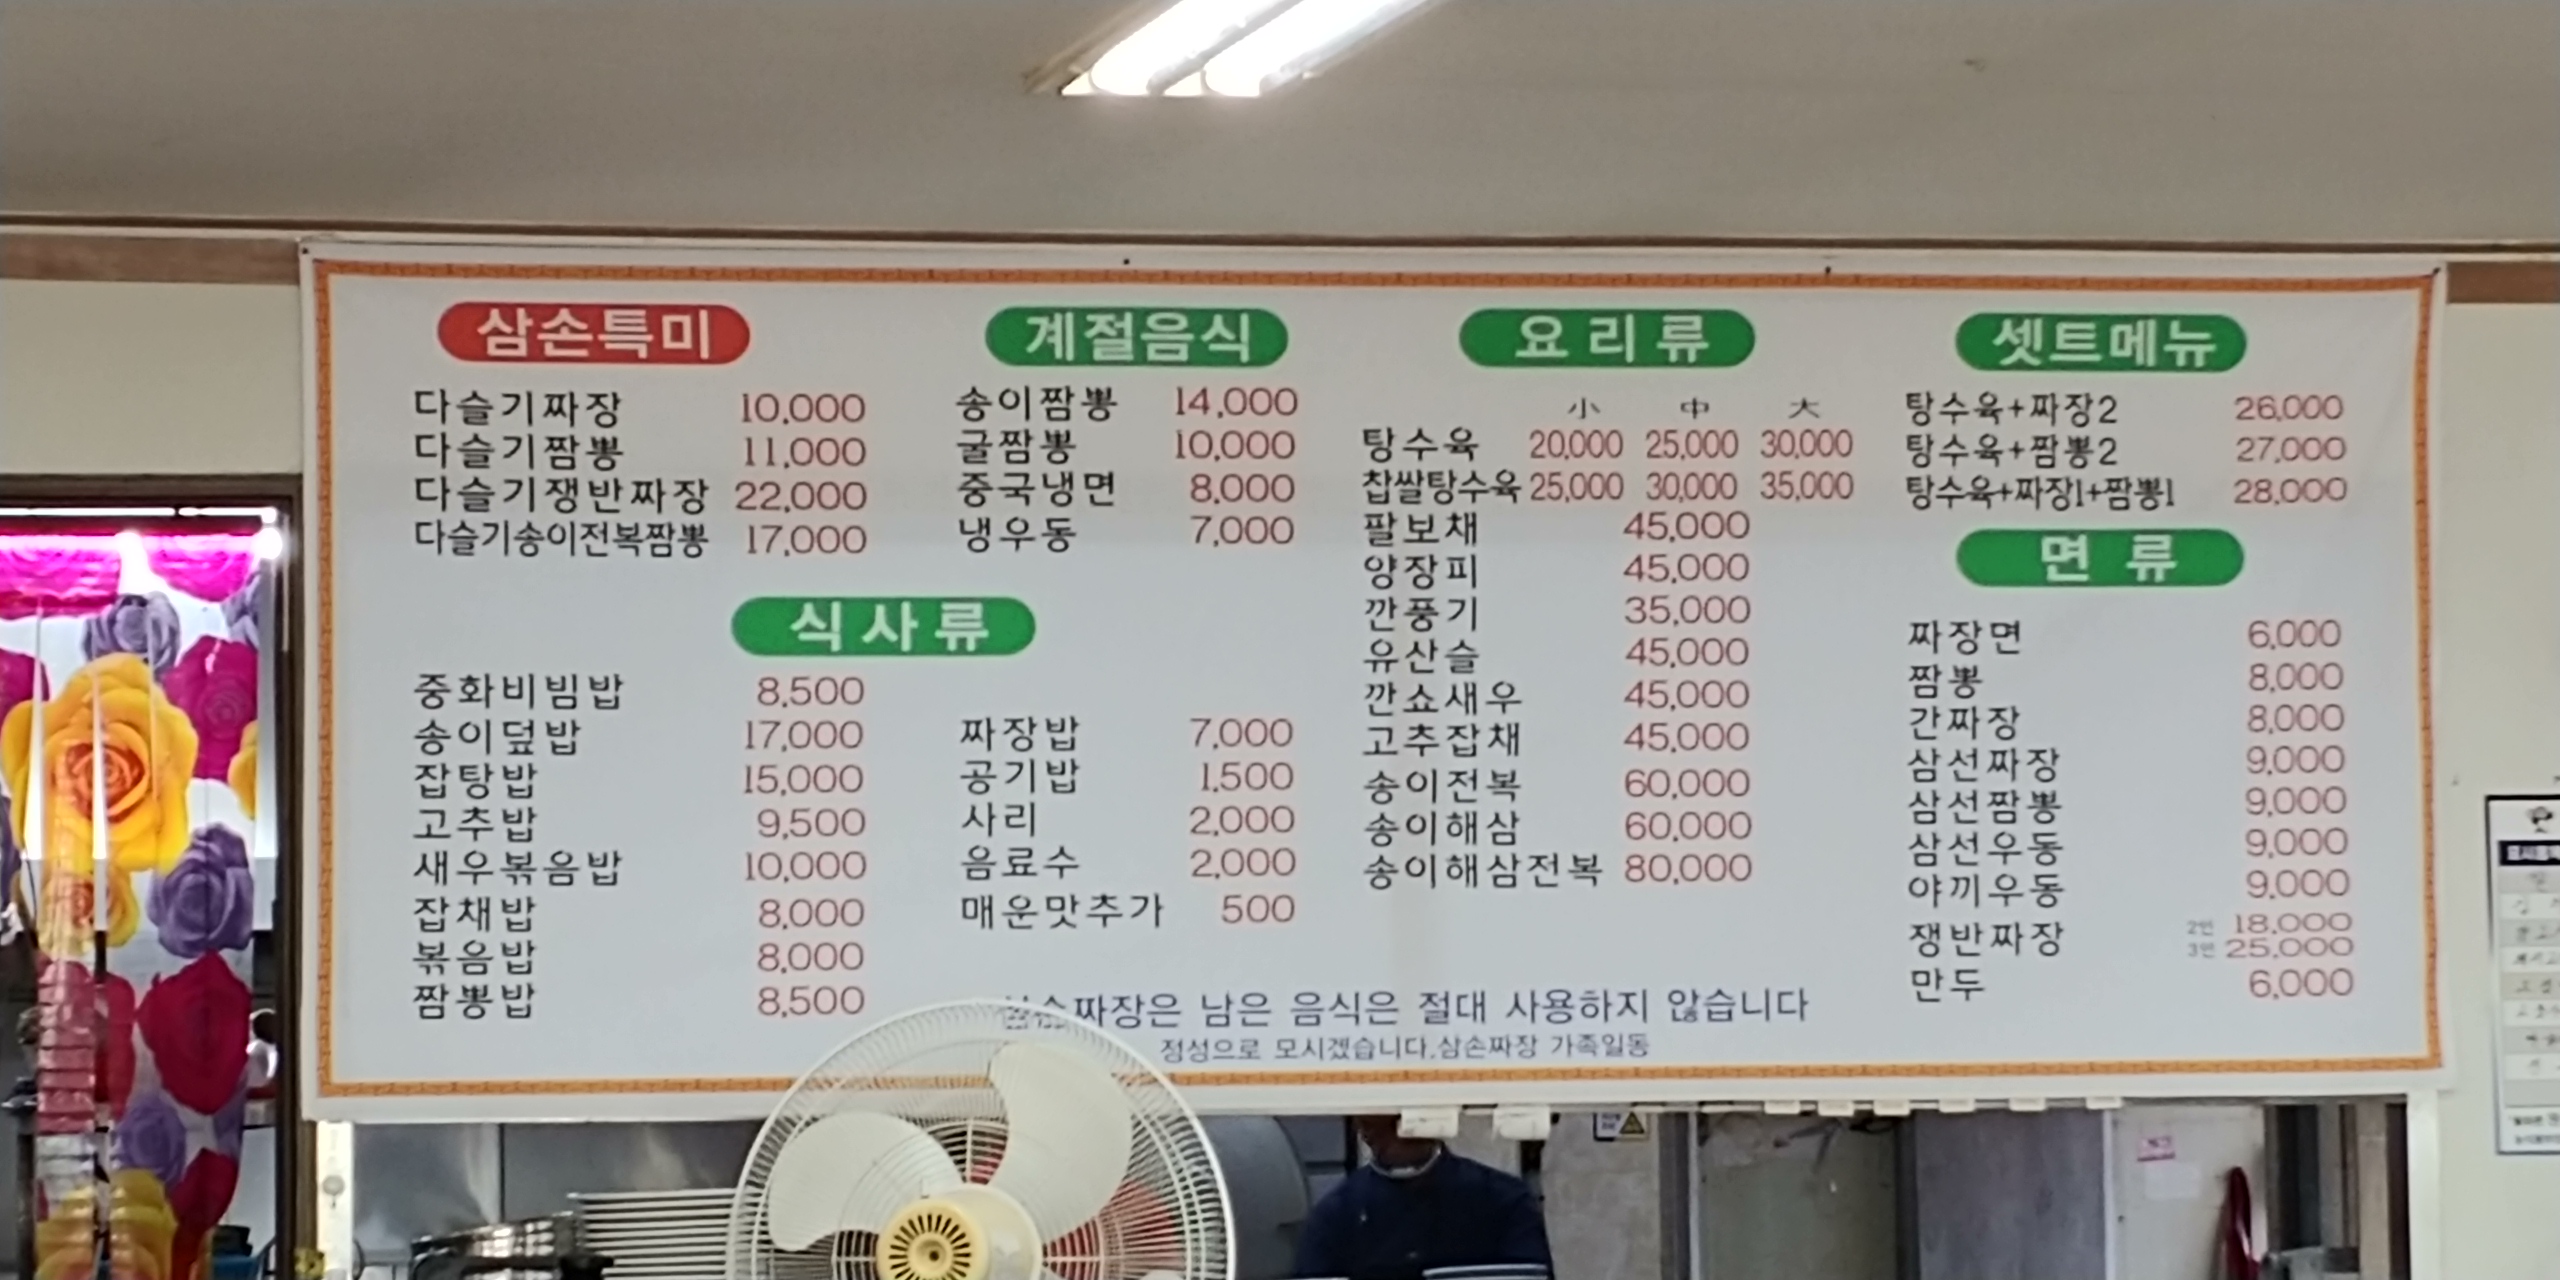 삼손특미
다슬기짜장 10,000
다슬기짬뽕 11,000
다슬기쟁반짜장 22,000
다슬기송이전복짬뽕 17,000
계절음식
송이짬뽕 14,000
굴짬뽕 10,000
중국냉면 8,000
냉우동 7,000
식사류
중화비빔밥 8,500
송이덮밥 17,000
잡탕밥 15,000
고추밥 9,500
새우볶음밥 10,000
잡채밥 8,000
볶음밥 8,000
짬뽕밥 8,500
짜장밥 7,000
공기밥 1,500
사리 2,000
음료수 2,000
매운맛추가 500
요리류
小 中 大
탕수육 20,000 25,000 30,000
찹쌀탕수육 25,000 30,000 35,000
팔보채 45,000
양장피 45,000
깐풍기 35,000
유산슬 45,000
깐쇼새우 45,000
고추잡채 45,000
송이전복 60,000
송이해삼 60,000
송이해삼전복 80,000
셋트메뉴
탕수육+짜장2 26,000
탕수육+짬뽕2 27,000
탕수육+짜장1+짬뽕1 28,000
면류
짜장면 6,000
짬뽕 8,000
간짜장 8,000
삼선짜장 9,000
삼선짬뽕 9,000
삼선우동 9,000
야끼우동 9,000
쟁반짜장 2인 18,000
3인 25,000
만두 6,000
삼손짜장은 남은 음식은 절대 사용하지 않습니다
정성으로 모시겠습니다.삼손짜장 가족일동